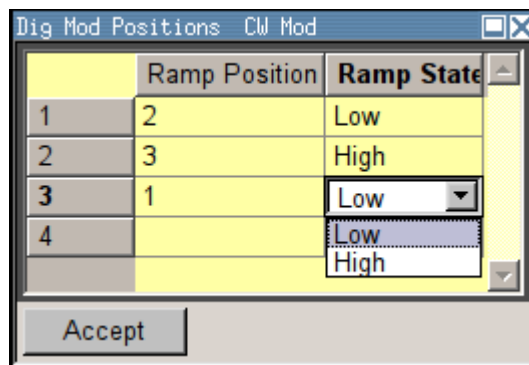 Dig Mod Positions CW Mod
Ramp Position Ramp State
1 2 Low
2 3 High
3 1 Low
4 Low
High
Accept